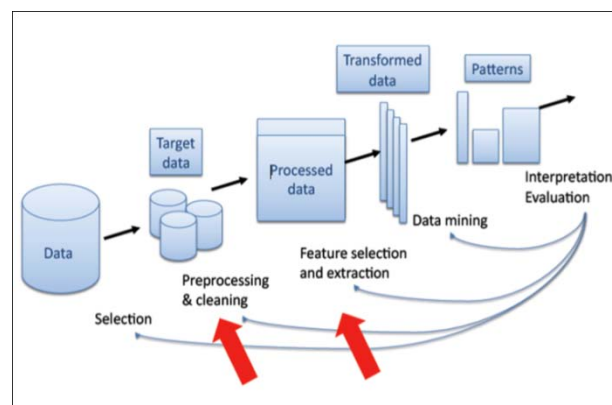 Transformed
data
Patterns
Target
data
Processed
data
Interpretation
Evaluation
Data
Data mining
Feature selection
and extraction
Preprocessing
& cleaning
Selection